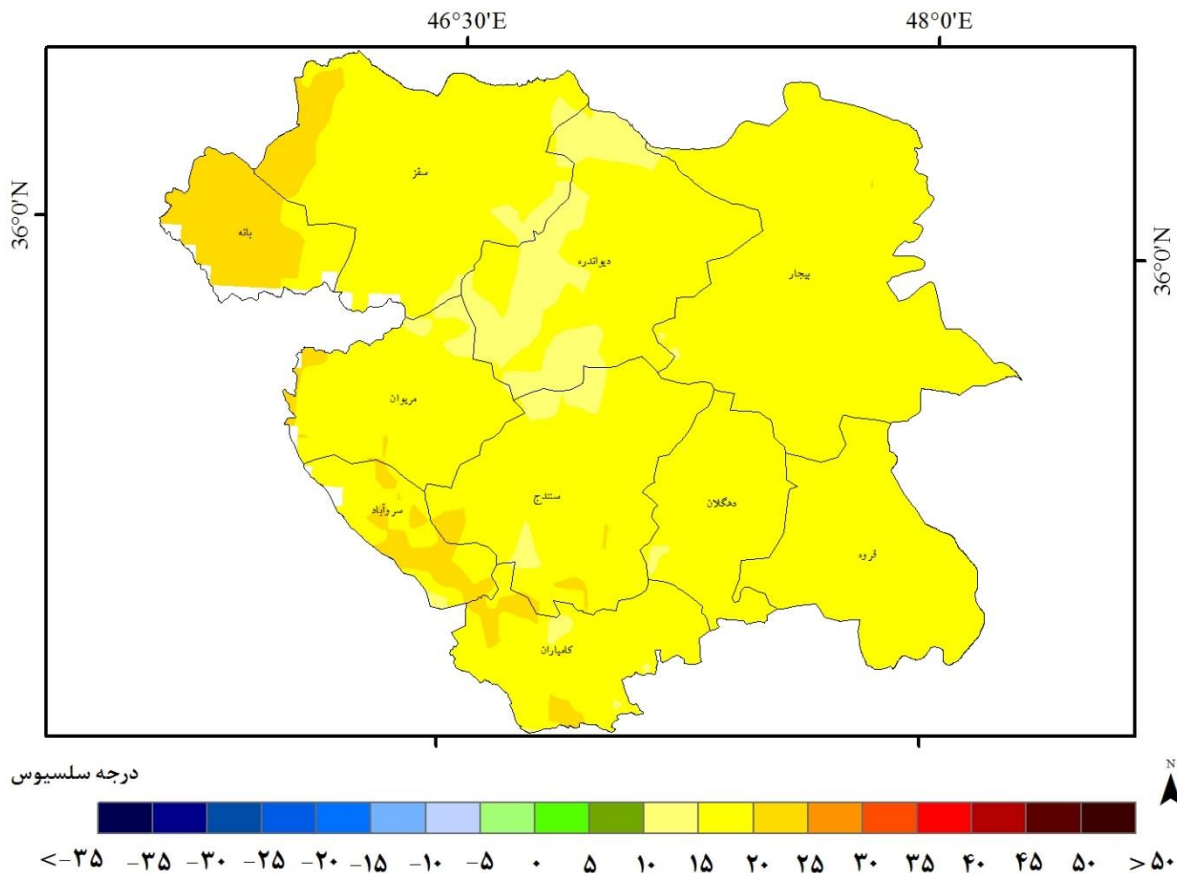 46°30'E 48°0'E
سقز
36°0'N
بانه
دیواندره
بیجار
36°0'N
مریوان
سنندج
دهگلان
سروآباد
قروه
کامیاران
درجه سلسیوس
N
<-۳۵ -۳۵ -۳۰ -۲۵ -۲۰ -۱۵ -۱۰ -۵ ۰ ۵ ۱۰ ۱۵ ۲۰ ۲۵ ۳۰ ۳۵ ۴۰ ۴۵ ۵۰ >۵۰